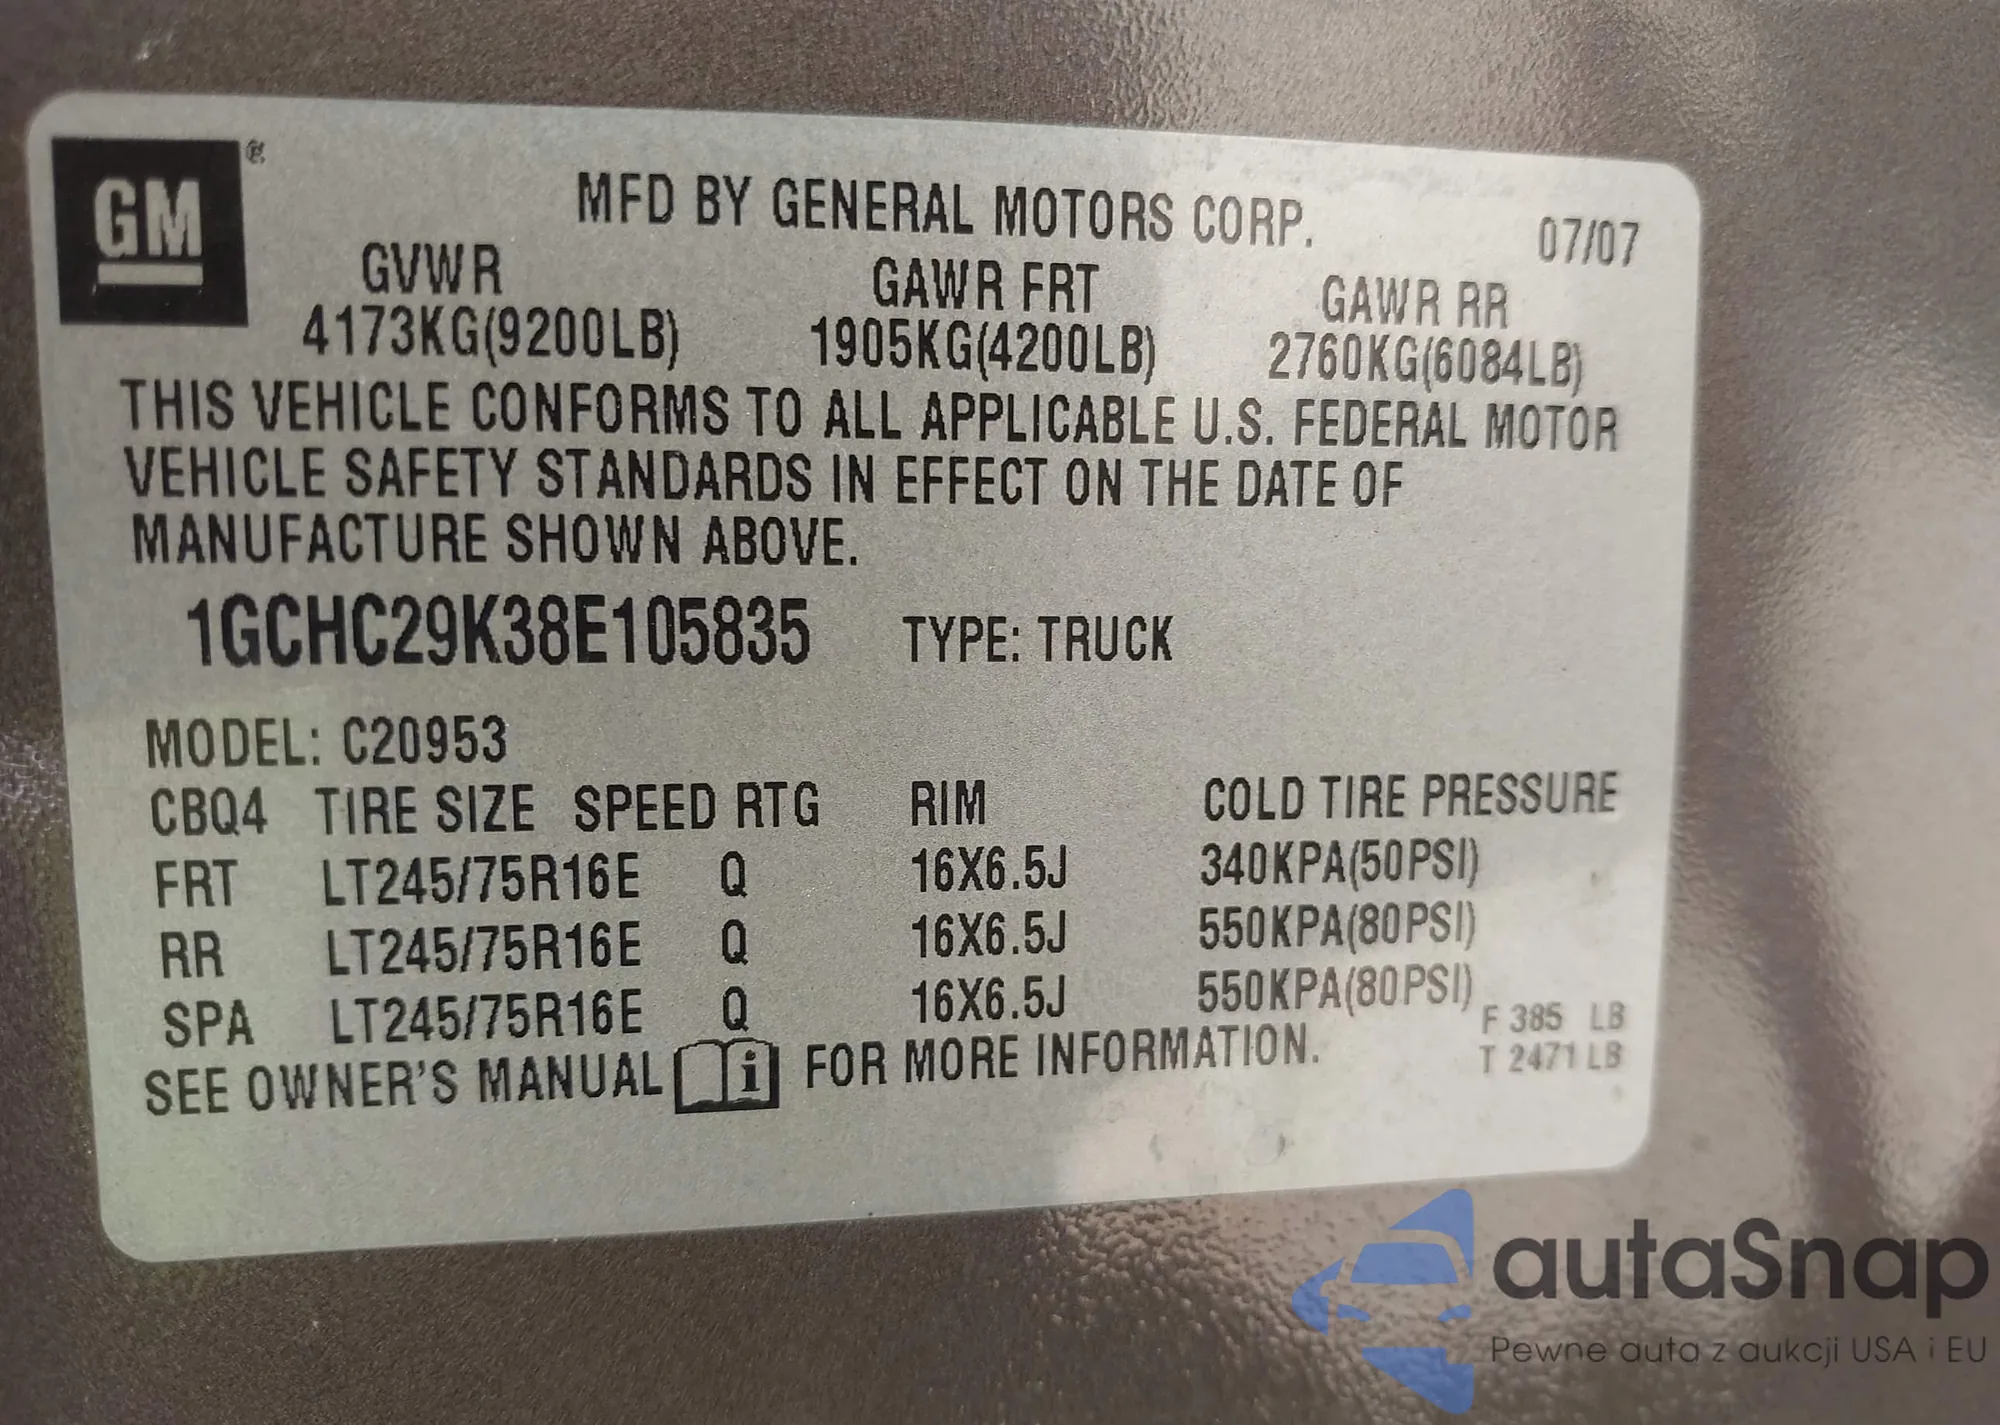 GM
MFD BY GENERAL MOTORS CORP.
07/07
GVWR GAWR FRT GAWR RR
4173KG(9200LB) 1905KG(4200LB) 2760KG(6084LB)
THIS VEHICLE CONFORMS TO ALL APPLICABLE U.S. FEDERAL MOTOR
VEHICLE SAFETY STANDARDS IN EFFECT ON THE DATE OF
MANUFACTURE SHOWN ABOVE.
1GCHC29K38E105835 TYPE: TRUCK
MODEL: C20953
CBQ4 TIRE SIZE SPEED RTG RIM COLD TIRE PRESSURE
FRT LT245/75R16E Q 16X6.5J 340KPA(50PSI)
RR LT245/75R16E Q 16X6.5J 550KPA(80PSI)
SPA LT245/75R16E Q 16X6.5J 550KPA(80PSI)
F 385 LB
T 2471 LB
SEE OWNER'S MANUAL i FOR MORE INFORMATION.
autaSnap
Pewne auta z aukcji USA i EU